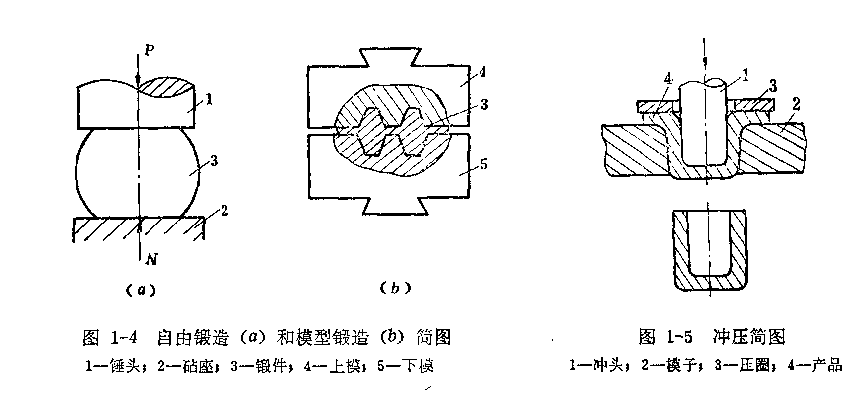 P
1
3
2
N
(a)
4
3
5
(b)
图 1-4 自由锻造 (a) 和模型锻造 (b) 简图
1—锤头；2—砧座；3—锻件；4—上模；5—下模
4
1
3
2
图 1-5 冲压简图
1—冲头；2—模子；3—压圈；4—产品